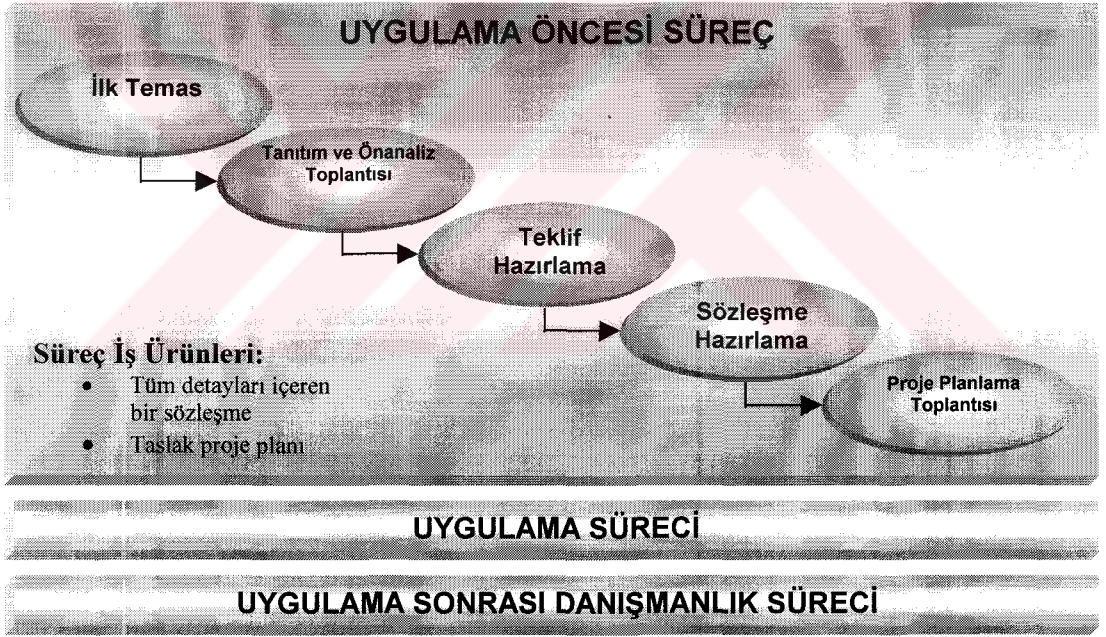 UYGULAMA ÖNCESİ SÜREÇ
İlk Temas
Tanıtım ve Önanaliz
Toplantısı
Teklif
Hazırlama
Sözleşme
Hazırlama
Proje Planlama
Toplantısı
Süreç İş Ürünleri:
• Tüm detayları içeren
bir sözleşme
• Taslak proje planı
UYGULAMA SÜRECİ
UYGULAMA SONRASI DANIŞMANLIK SÜRECİ